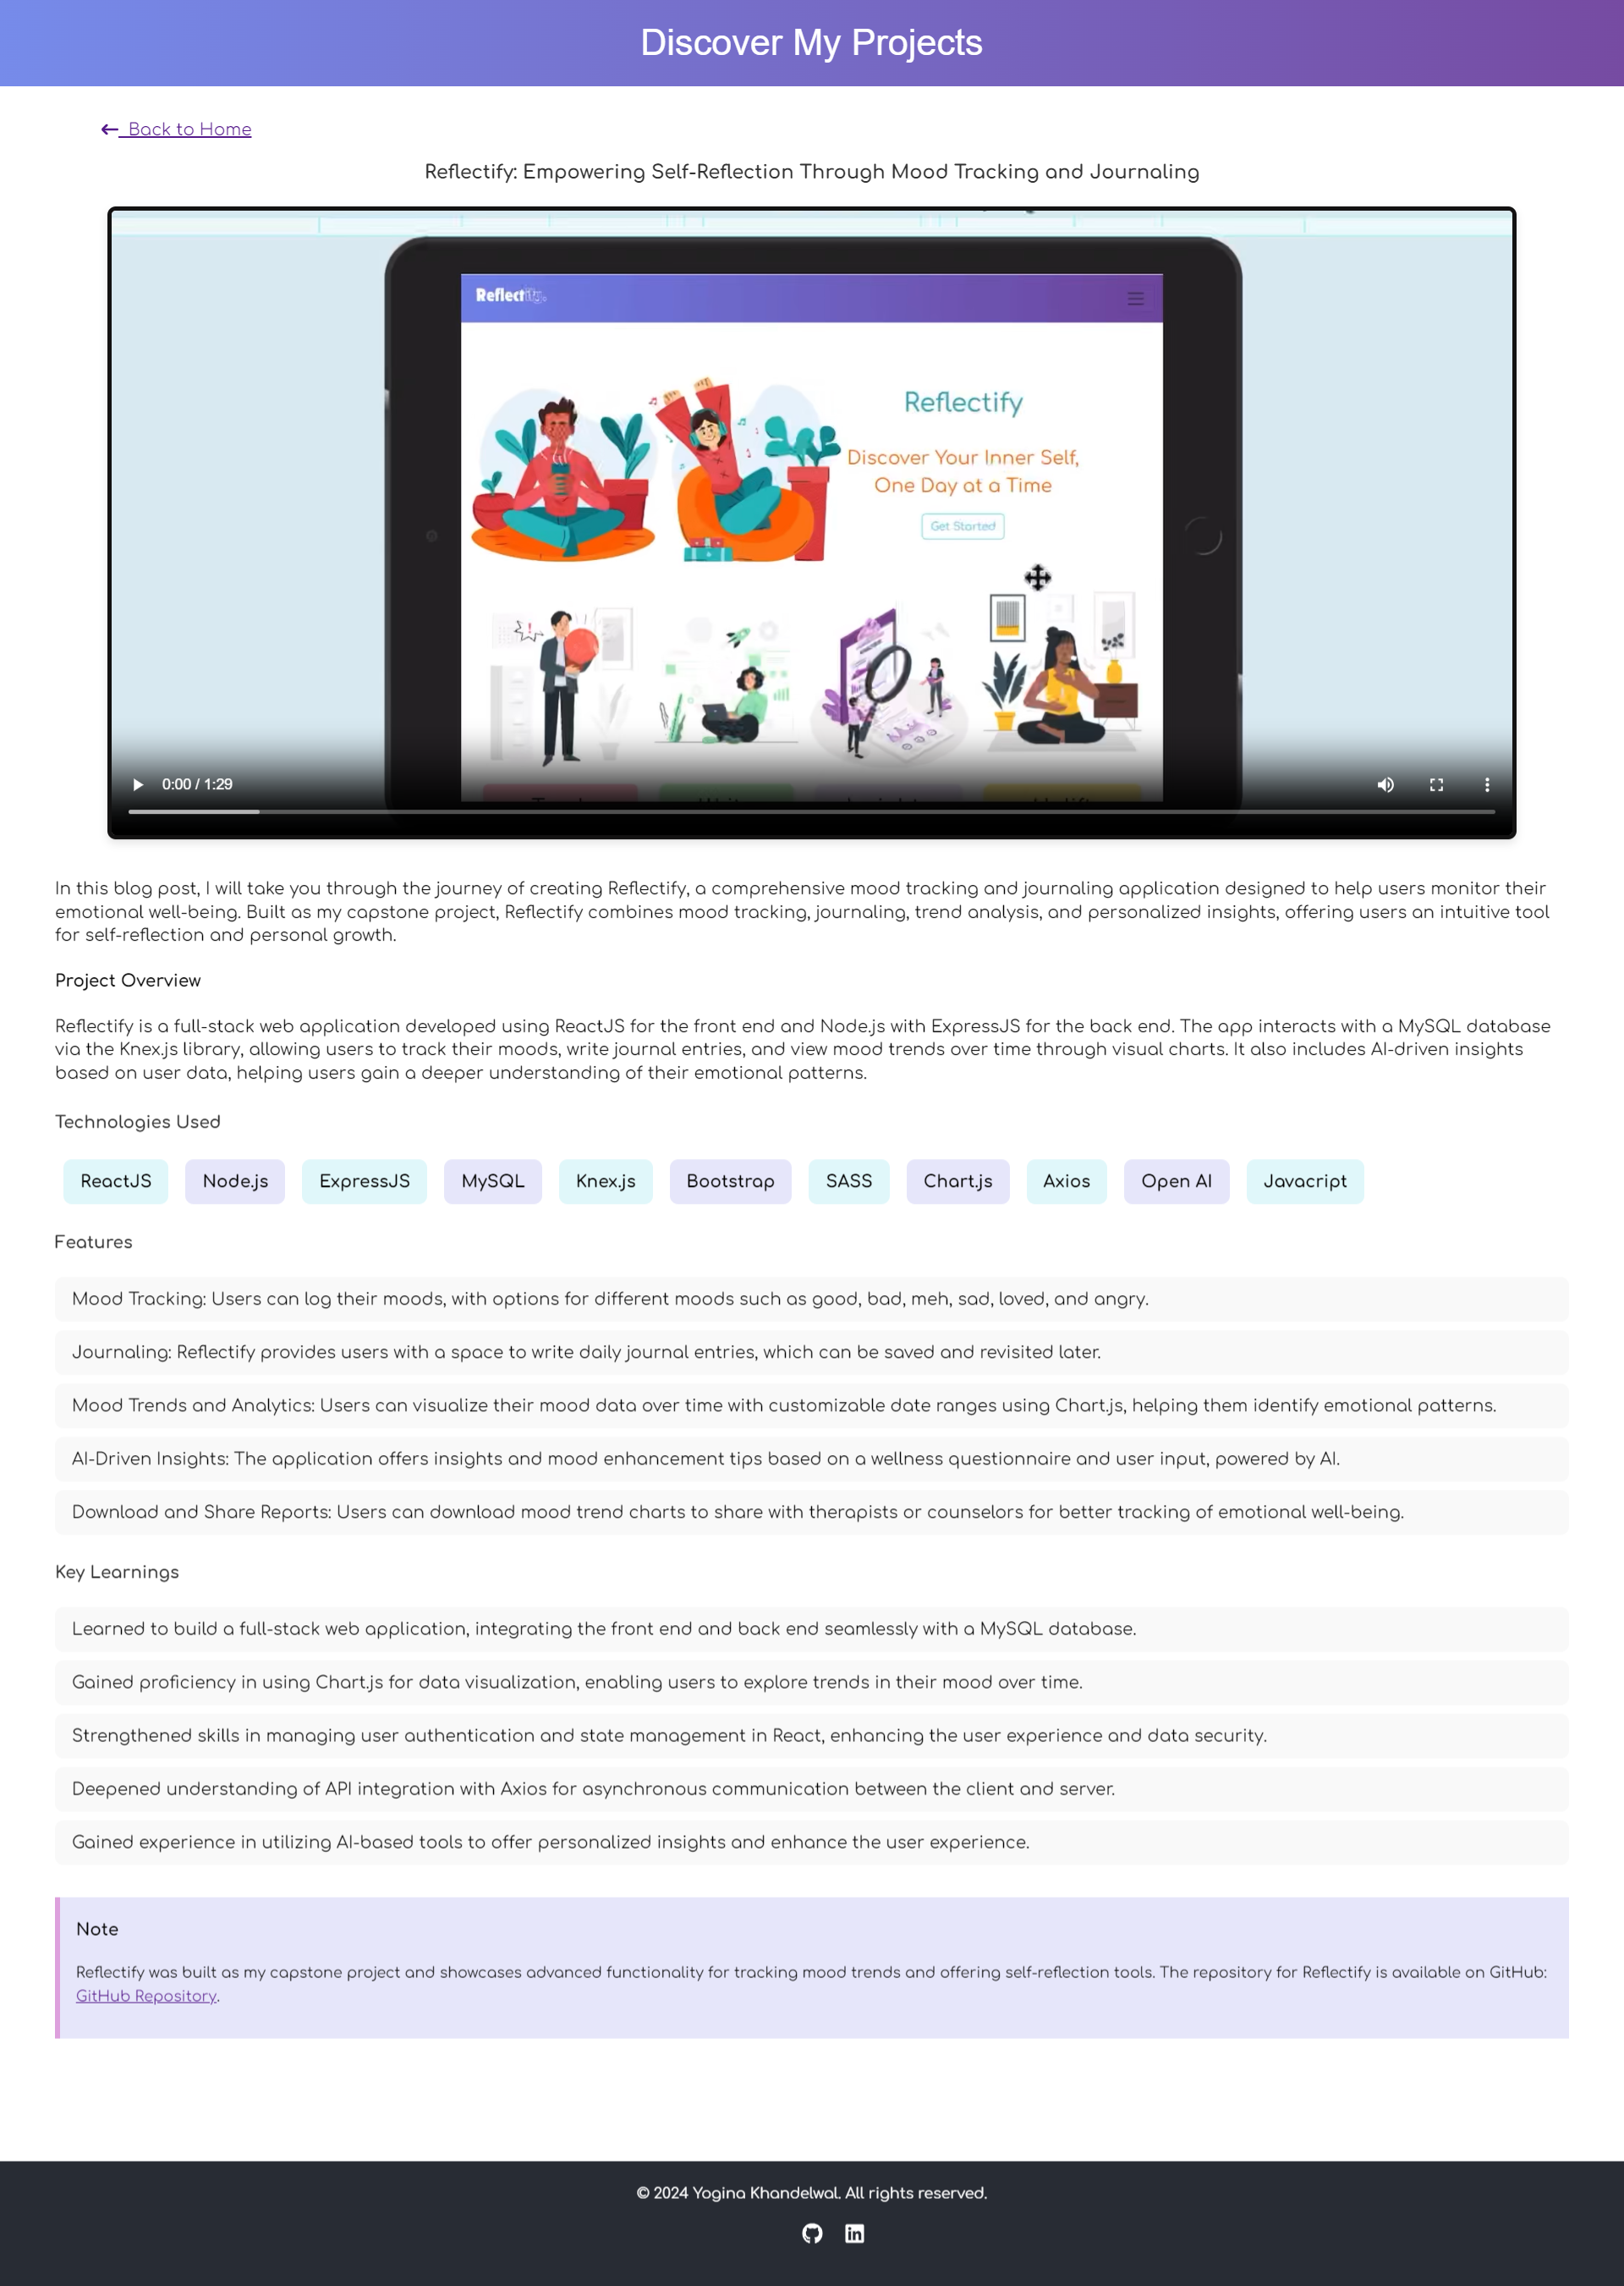 Discover My Projects
Back to Home
Reflectify: Empowering Self-Reflection Through Mood Tracking and Journaling
Reflectify.
Reflectify
Discover Your Inner Self,
One Day at a Time
Get Started
0:00 / 1:29
In this blog post, I will take you through the journey of creating Reflectify, a comprehensive mood tracking and journaling application designed to help users monitor their
emotional well-being. Built as my capstone project, Reflectify combines mood tracking, journaling, trend analysis, and personalized insights, offering users an intuitive tool
for self-reflection and personal growth.
Project Overview
Reflectify is a full-stack web application developed using ReactJS for the front end and Node.js with ExpressJS for the back end. The app interacts with a MySQL database
via the Knex.js library, allowing users to track their moods, write journal entries, and view mood trends over time through visual charts. It also includes AI-driven insights
based on user data, helping users gain a deeper understanding of their emotional patterns.
Technologies Used
ReactJS Node.js ExpressJS MySQL Knex.js Bootstrap SASS Chart.js Axios Open AI Javacript
Features
Mood Tracking: Users can log their moods, with options for different moods such as good, bad, meh, sad, loved, and angry.
Journaling: Reflectify provides users with a space to write daily journal entries, which can be saved and revisited later.
Mood Trends and Analytics: Users can visualize their mood data over time with customizable date ranges using Chart.js, helping them identify emotional patterns.
AI-Driven Insights: The application offers insights and mood enhancement tips based on a wellness questionnaire and user input, powered by AI.
Download and Share Reports: Users can download mood trend charts to share with therapists or counselors for better tracking of emotional well-being.
Key Learnings
Learned to build a full-stack web application, integrating the front end and back end seamlessly with a MySQL database.
Gained proficiency in using Chart.js for data visualization, enabling users to explore trends in their mood over time.
Strengthened skills in managing user authentication and state management in React, enhancing the user experience and data security.
Deepened understanding of API integration with Axios for asynchronous communication between the client and server.
Gained experience in utilizing AI-based tools to offer personalized insights and enhance the user experience.
Note
Reflectify was built as my capstone project and showcases advanced functionality for tracking mood trends and offering self-reflection tools. The repository for Reflectify is available on GitHub:
GitHub Repository.
© 2024 Yogina Khandelwal. All rights reserved.